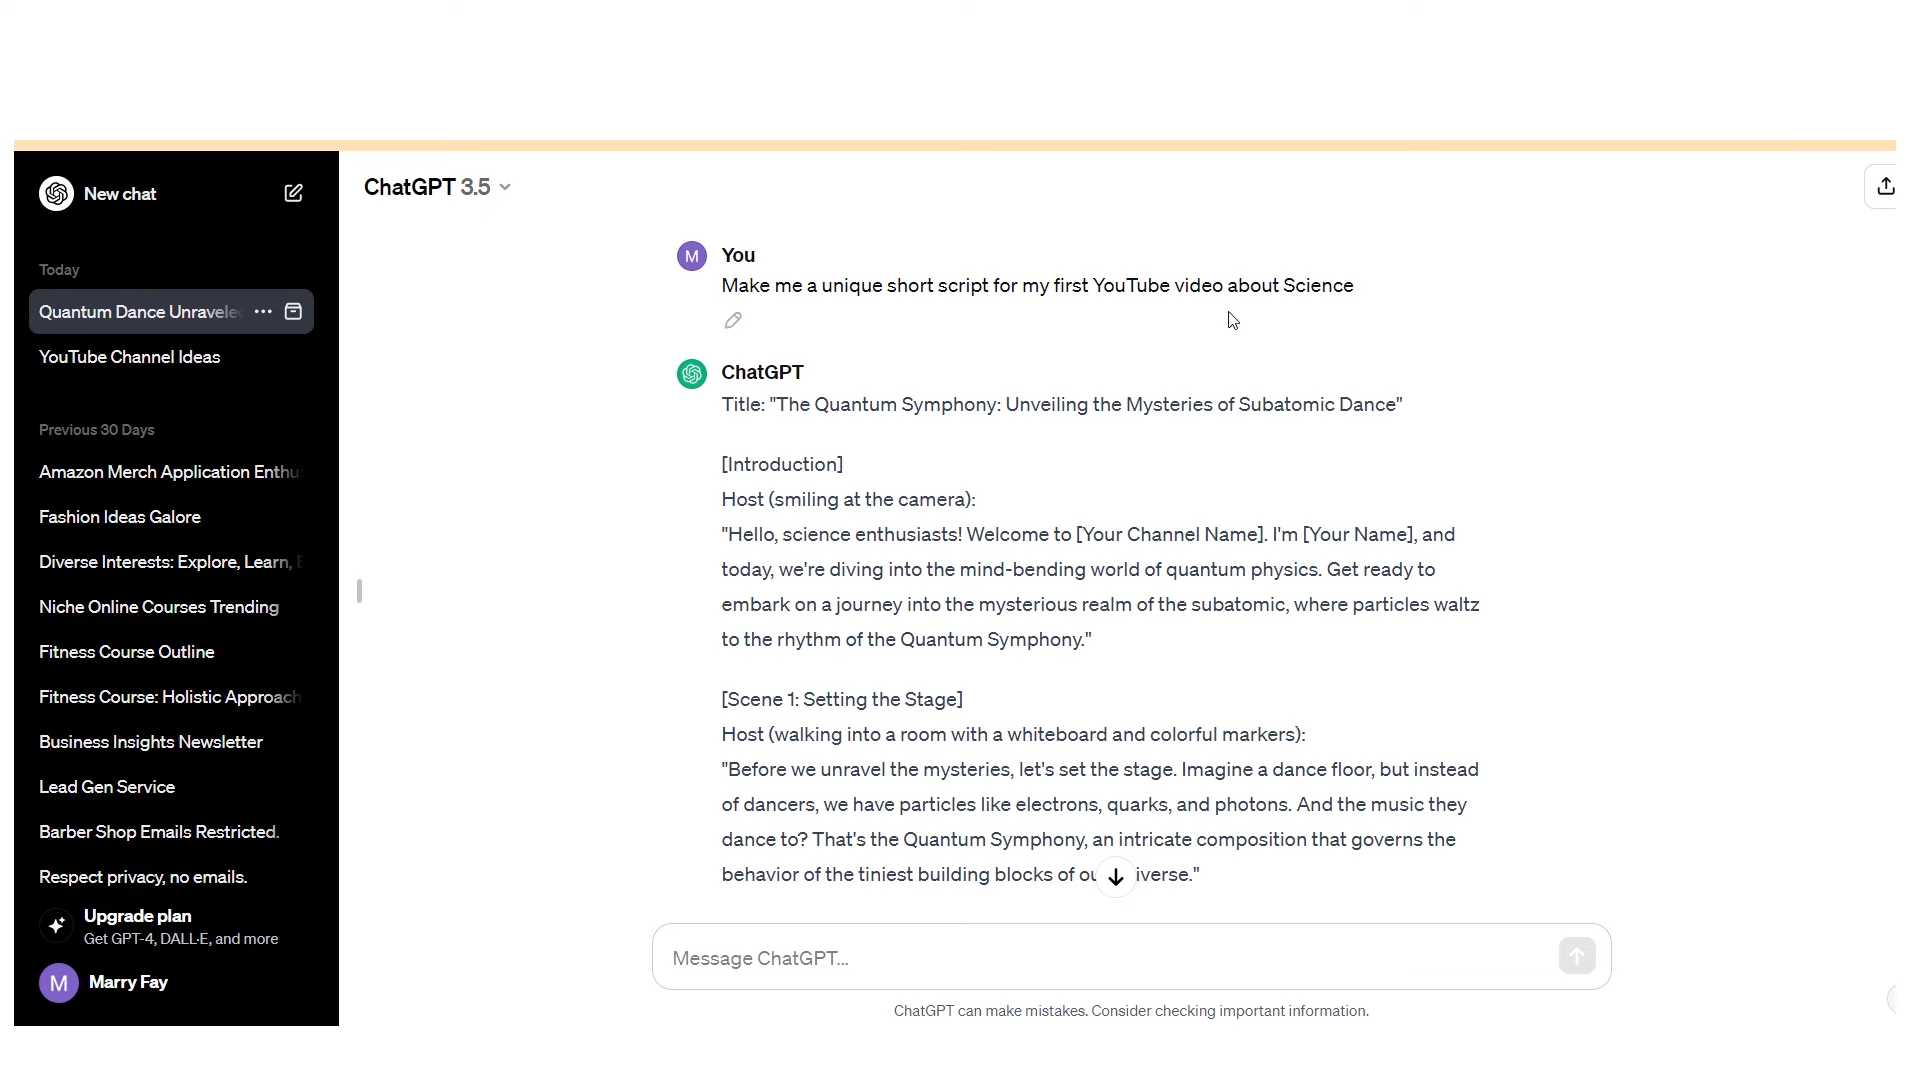 New chat
Today
Quantum Dance Unravele
YouTube Channel Ideas
Previous 30 Days
Amazon Merch Application Enthu
Fashion Ideas Galore
Diverse Interests: Explore, Learn,
Niche Online Courses Trending
Fitness Course Outline
Fitness Course: Holistic Approach
Business Insights Newsletter
Lead Gen Service
Barber Shop Emails Restricted.
Respect privacy, no emails.
Upgrade plan
Get GPT-4, DALL·E, and more
M Marry Fay
ChatGPT 3.5
M You
Make me a unique short script for my first YouTube video about Science
ChatGPT
Title: "The Quantum Symphony: Unveiling the Mysteries of Subatomic Dance"
[Introduction]
Host (smiling at the camera):
"Hello, science enthusiasts! Welcome to [Your Channel Name]. I'm [Your Name], and
today, we're diving into the mind-bending world of quantum physics. Get ready to
embark on a journey into the mysterious realm of the subatomic, where particles waltz
to the rhythm of the Quantum Symphony."
[Scene 1: Setting the Stage]
Host (walking into a room with a whiteboard and colorful markers):
"Before we unravel the mysteries, let's set the stage. Imagine a dance floor, but instead
of dancers, we have particles like electrons, quarks, and photons. And the music they
dance to? That's the Quantum Symphony, an intricate composition that governs the
behavior of the tiniest building blocks of ou iverse."
Message ChatGPT...
ChatGPT can make mistakes. Consider checking important information.